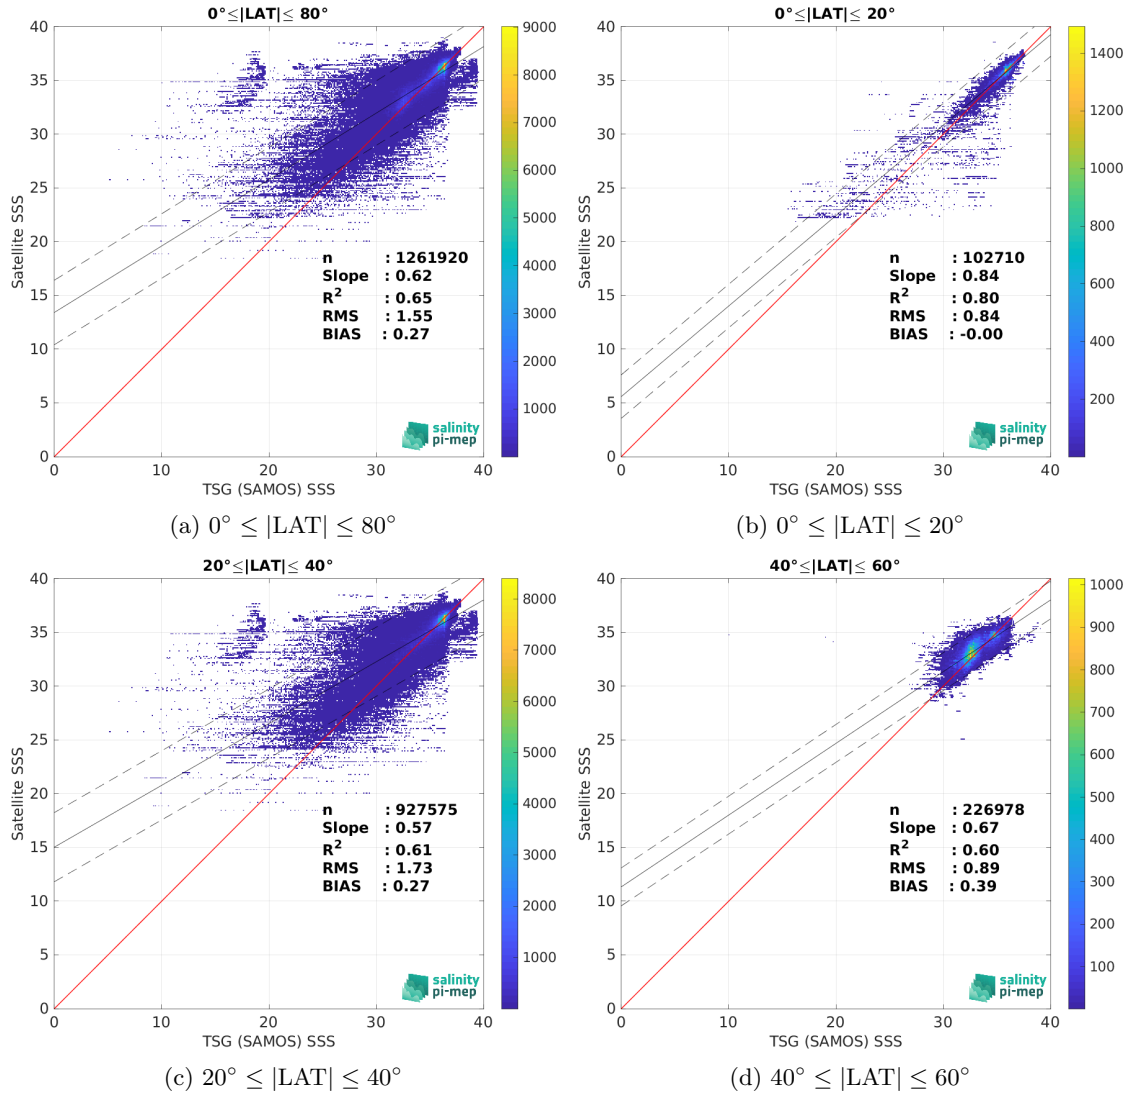 0°≤|LAT|≤ 80°
40
35
30
25
20
15
10
5
0
Satellite SSS
n : 1261920
Slope : 0.62
R² : 0.65
RMS : 1.55
BIAS : 0.27
salinity
pi-mep
0 10 20 30 40
TSG (SAMOS) SSS
9000
8000
7000
6000
5000
4000
3000
2000
1000
(a) 0° ≤ |LAT| ≤ 80°
0°≤|LAT|≤ 20°
40
35
30
25
20
15
10
5
0
Satellite SSS
n : 102710
Slope : 0.84
R² : 0.80
RMS : 0.84
BIAS : -0.00
salinity
pi-mep
0 10 20 30 40
TSG (SAMOS) SSS
1400
1200
1000
800
600
400
200
(b) 0° ≤ |LAT| ≤ 20°
20°≤|LAT|≤ 40°
40
35
30
25
20
15
10
5
0
Satellite SSS
n : 927575
Slope : 0.57
R² : 0.61
RMS : 1.73
BIAS : 0.27
salinity
pi-mep
0 10 20 30 40
TSG (SAMOS) SSS
8000
7000
6000
5000
4000
3000
2000
1000
(c) 20° ≤ |LAT| ≤ 40°
40°≤|LAT|≤ 60°
40
35
30
25
20
15
10
5
0
Satellite SSS
n : 226978
Slope : 0.67
R² : 0.60
RMS : 0.89
BIAS : 0.39
salinity
pi-mep
0 10 20 30 40
TSG (SAMOS) SSS
1000
900
800
700
600
500
400
300
200
100
(d) 40° ≤ |LAT| ≤ 60°